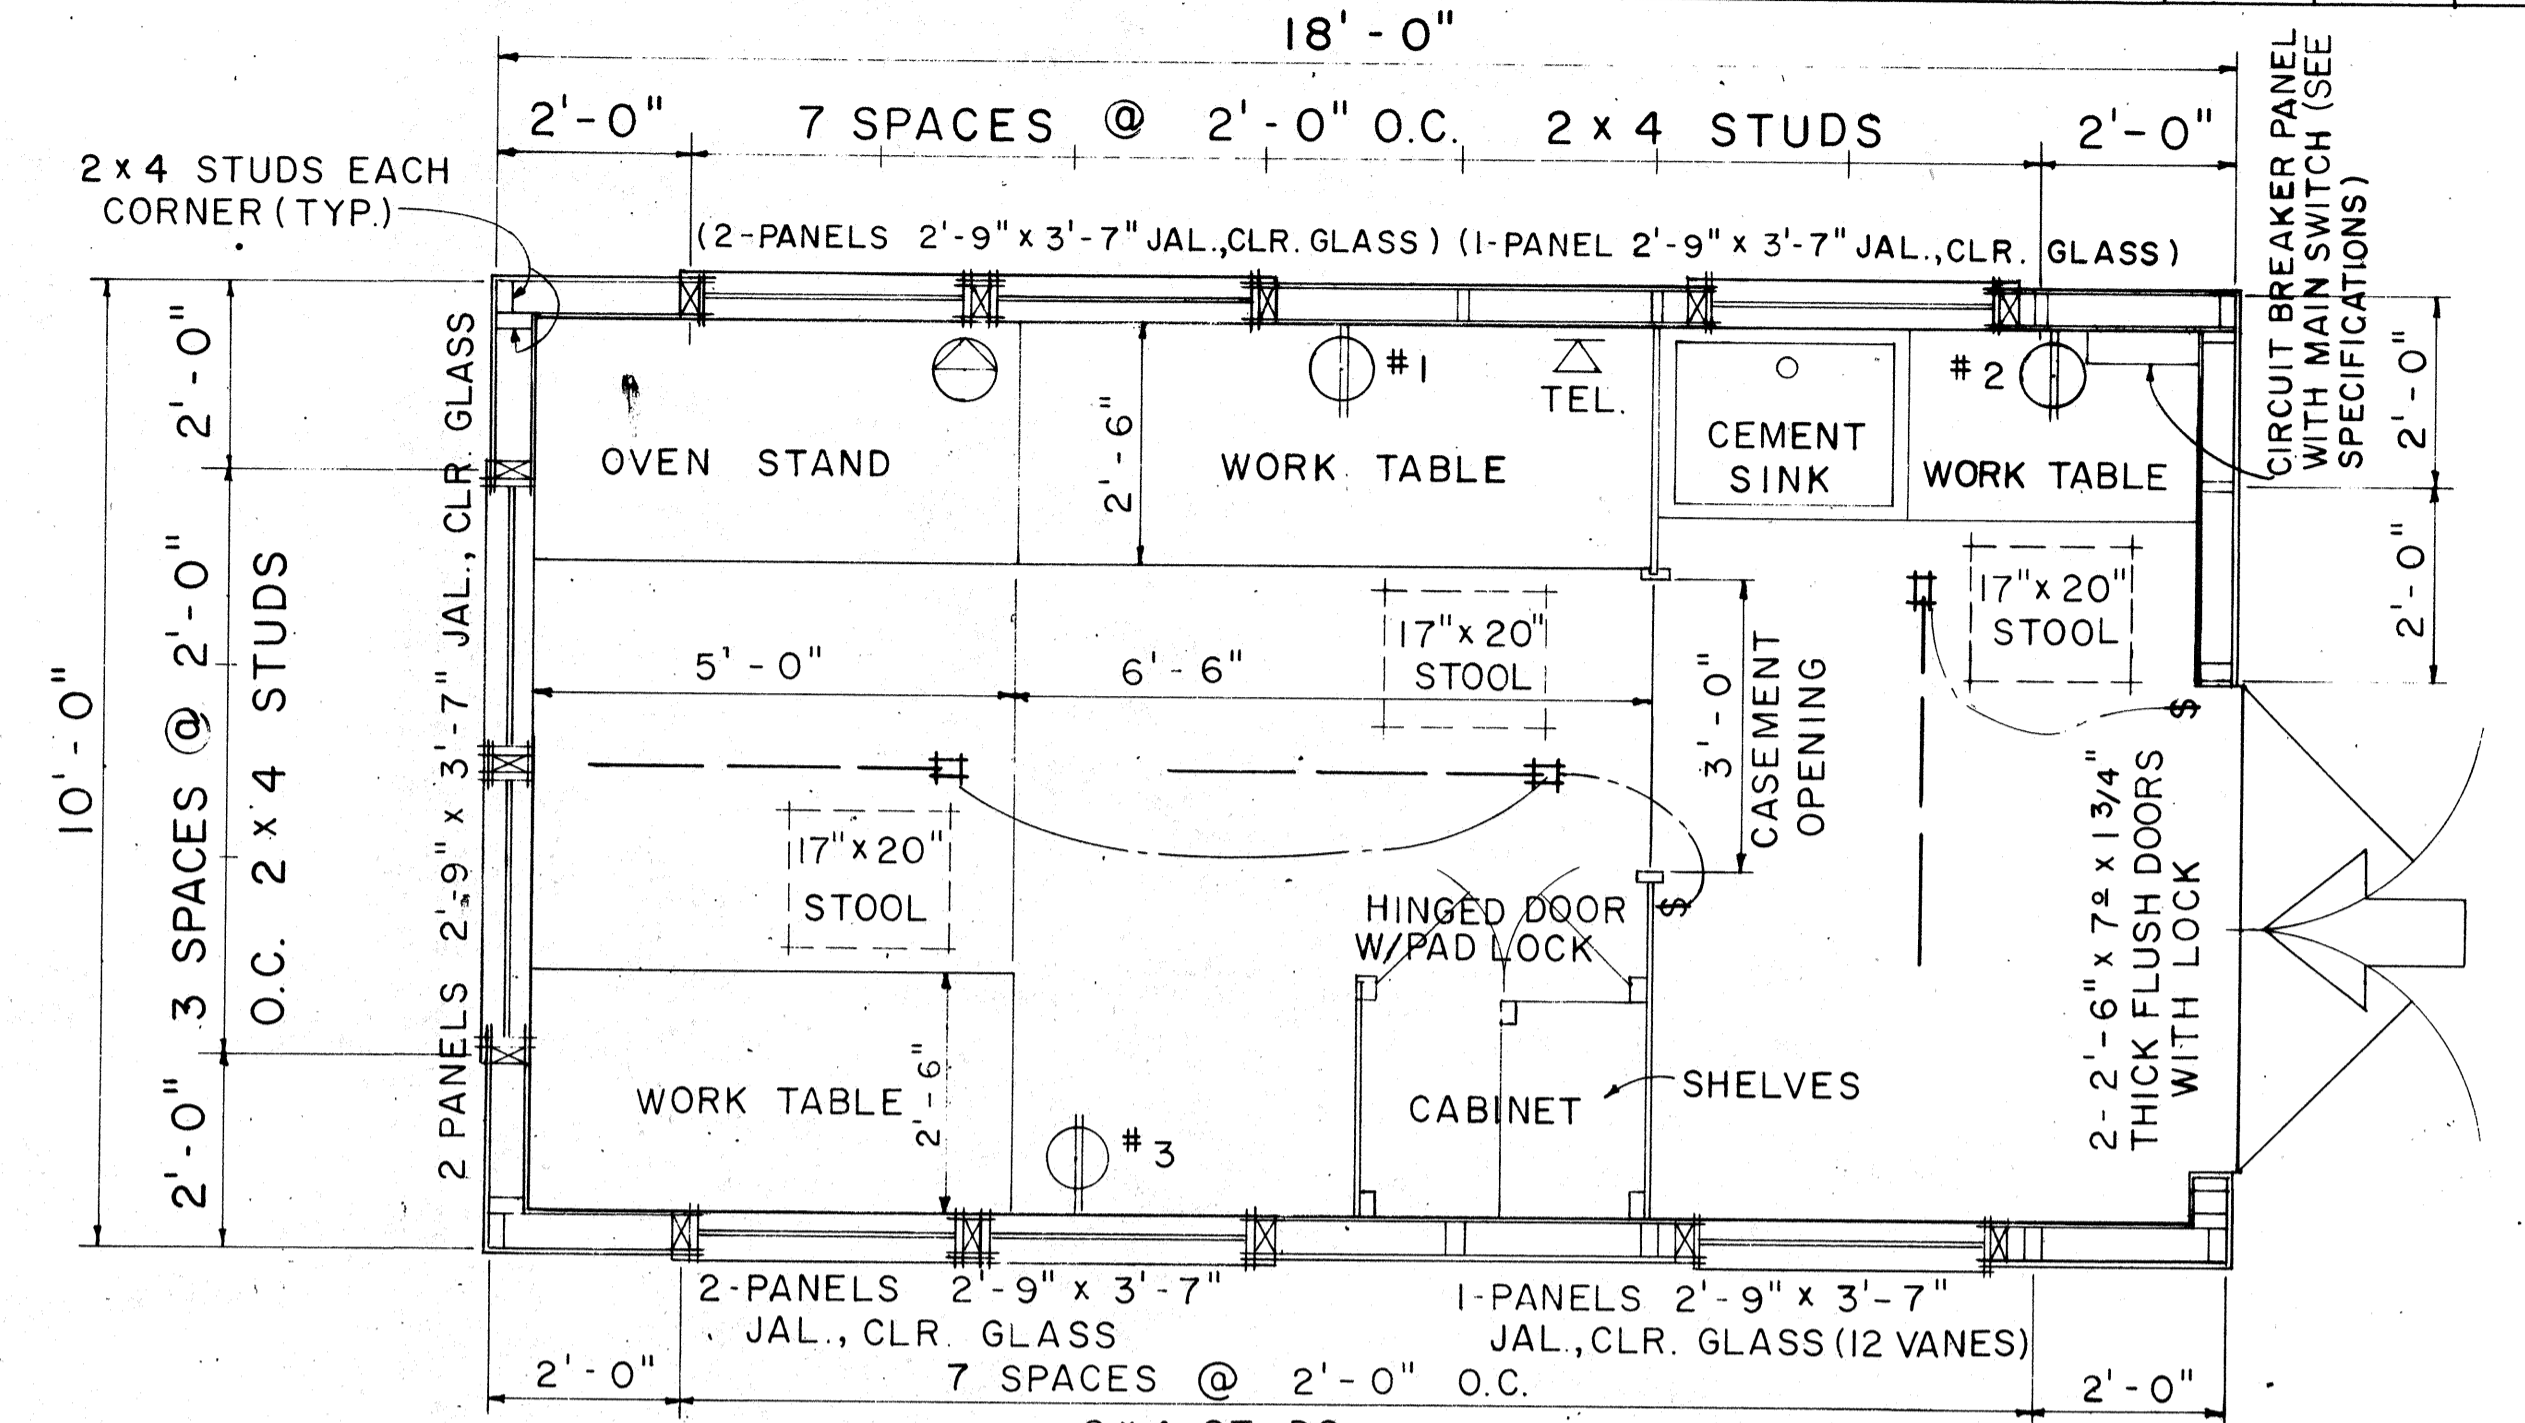 18'-0"
2'-0"
7 SPACES @ 2'-0" O.C. 2 x 4 STUDS
2'-0"
2 x 4 STUDS EACH
CORNER (TYP.)
(2-PANELS 2'-9" x 3'-7" JAL., CLR. GLASS) (1-PANEL 2'-9" x 3'-7" JAL., CLR. GLASS)
CIRCUIT BREAKER PANEL
WITH MAIN SWITCH (SEE
SPECIFICATIONS)
10'-0"
2'-0"
3 SPACES @ 2'-0"
O.C. 2 x 4 STUDS
2'-0"
2 PANELS 2'-9" x 3'-7" JAL., CLR. GLASS
OVEN STAND
2'-6"
WORK TABLE
#1
TEL.
CEMENT
SINK
#2
WORK TABLE
2'-0"
2'-0"
17" x 20"
STOOL
17" x 20"
STOOL
5'-0"
6'-6"
3'-0"
CASEMENT
OPENING
$
17" x 20"
STOOL
HINGED DOOR
W/PAD LOCK
$
2-2'-6" x 7º x 1 3/4"
THICK FLUSH DOORS
WITH LOCK
WORK TABLE
2'-6"
#3
CABINET
SHELVES
2-PANELS 2'-9" x 3'-7"
JAL., CLR. GLASS
1-PANELS 2'-9" x 3'-7"
JAL., CLR. GLASS (12 VANES)
2'-0"
7 SPACES @ 2'-0" O.C.
2'-0"